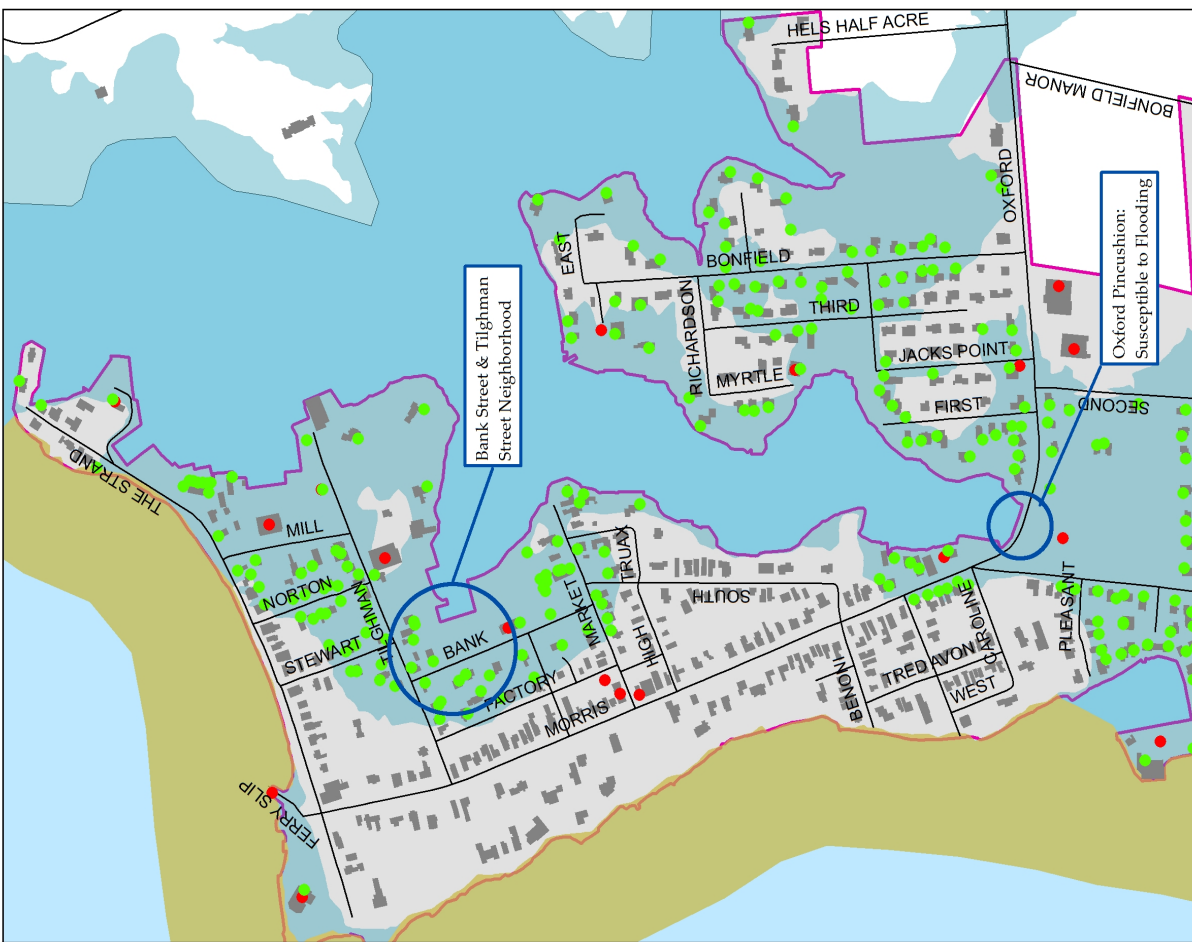 HELS HALF ACRE
BONFIELD MANOR
OXFORD
Oxford Pincushion:
Susceptible to Flooding
EAST
BONFIELD
RICHARDSON
THIRD
JACKS POINT
MYRTLE
FIRST
SECOND
Bank Street & Tilghman
Street Neighborhood
THE STRAND
MILL
NORTON
TILGHMAN
STEWART
BANK
MARKET
TRUAX
SOUTH
HIGH
FACTORY
MORRIS
BENONI
TRED AVON
CAROLINE
WEST
PLEASANT
FERRY SLIP